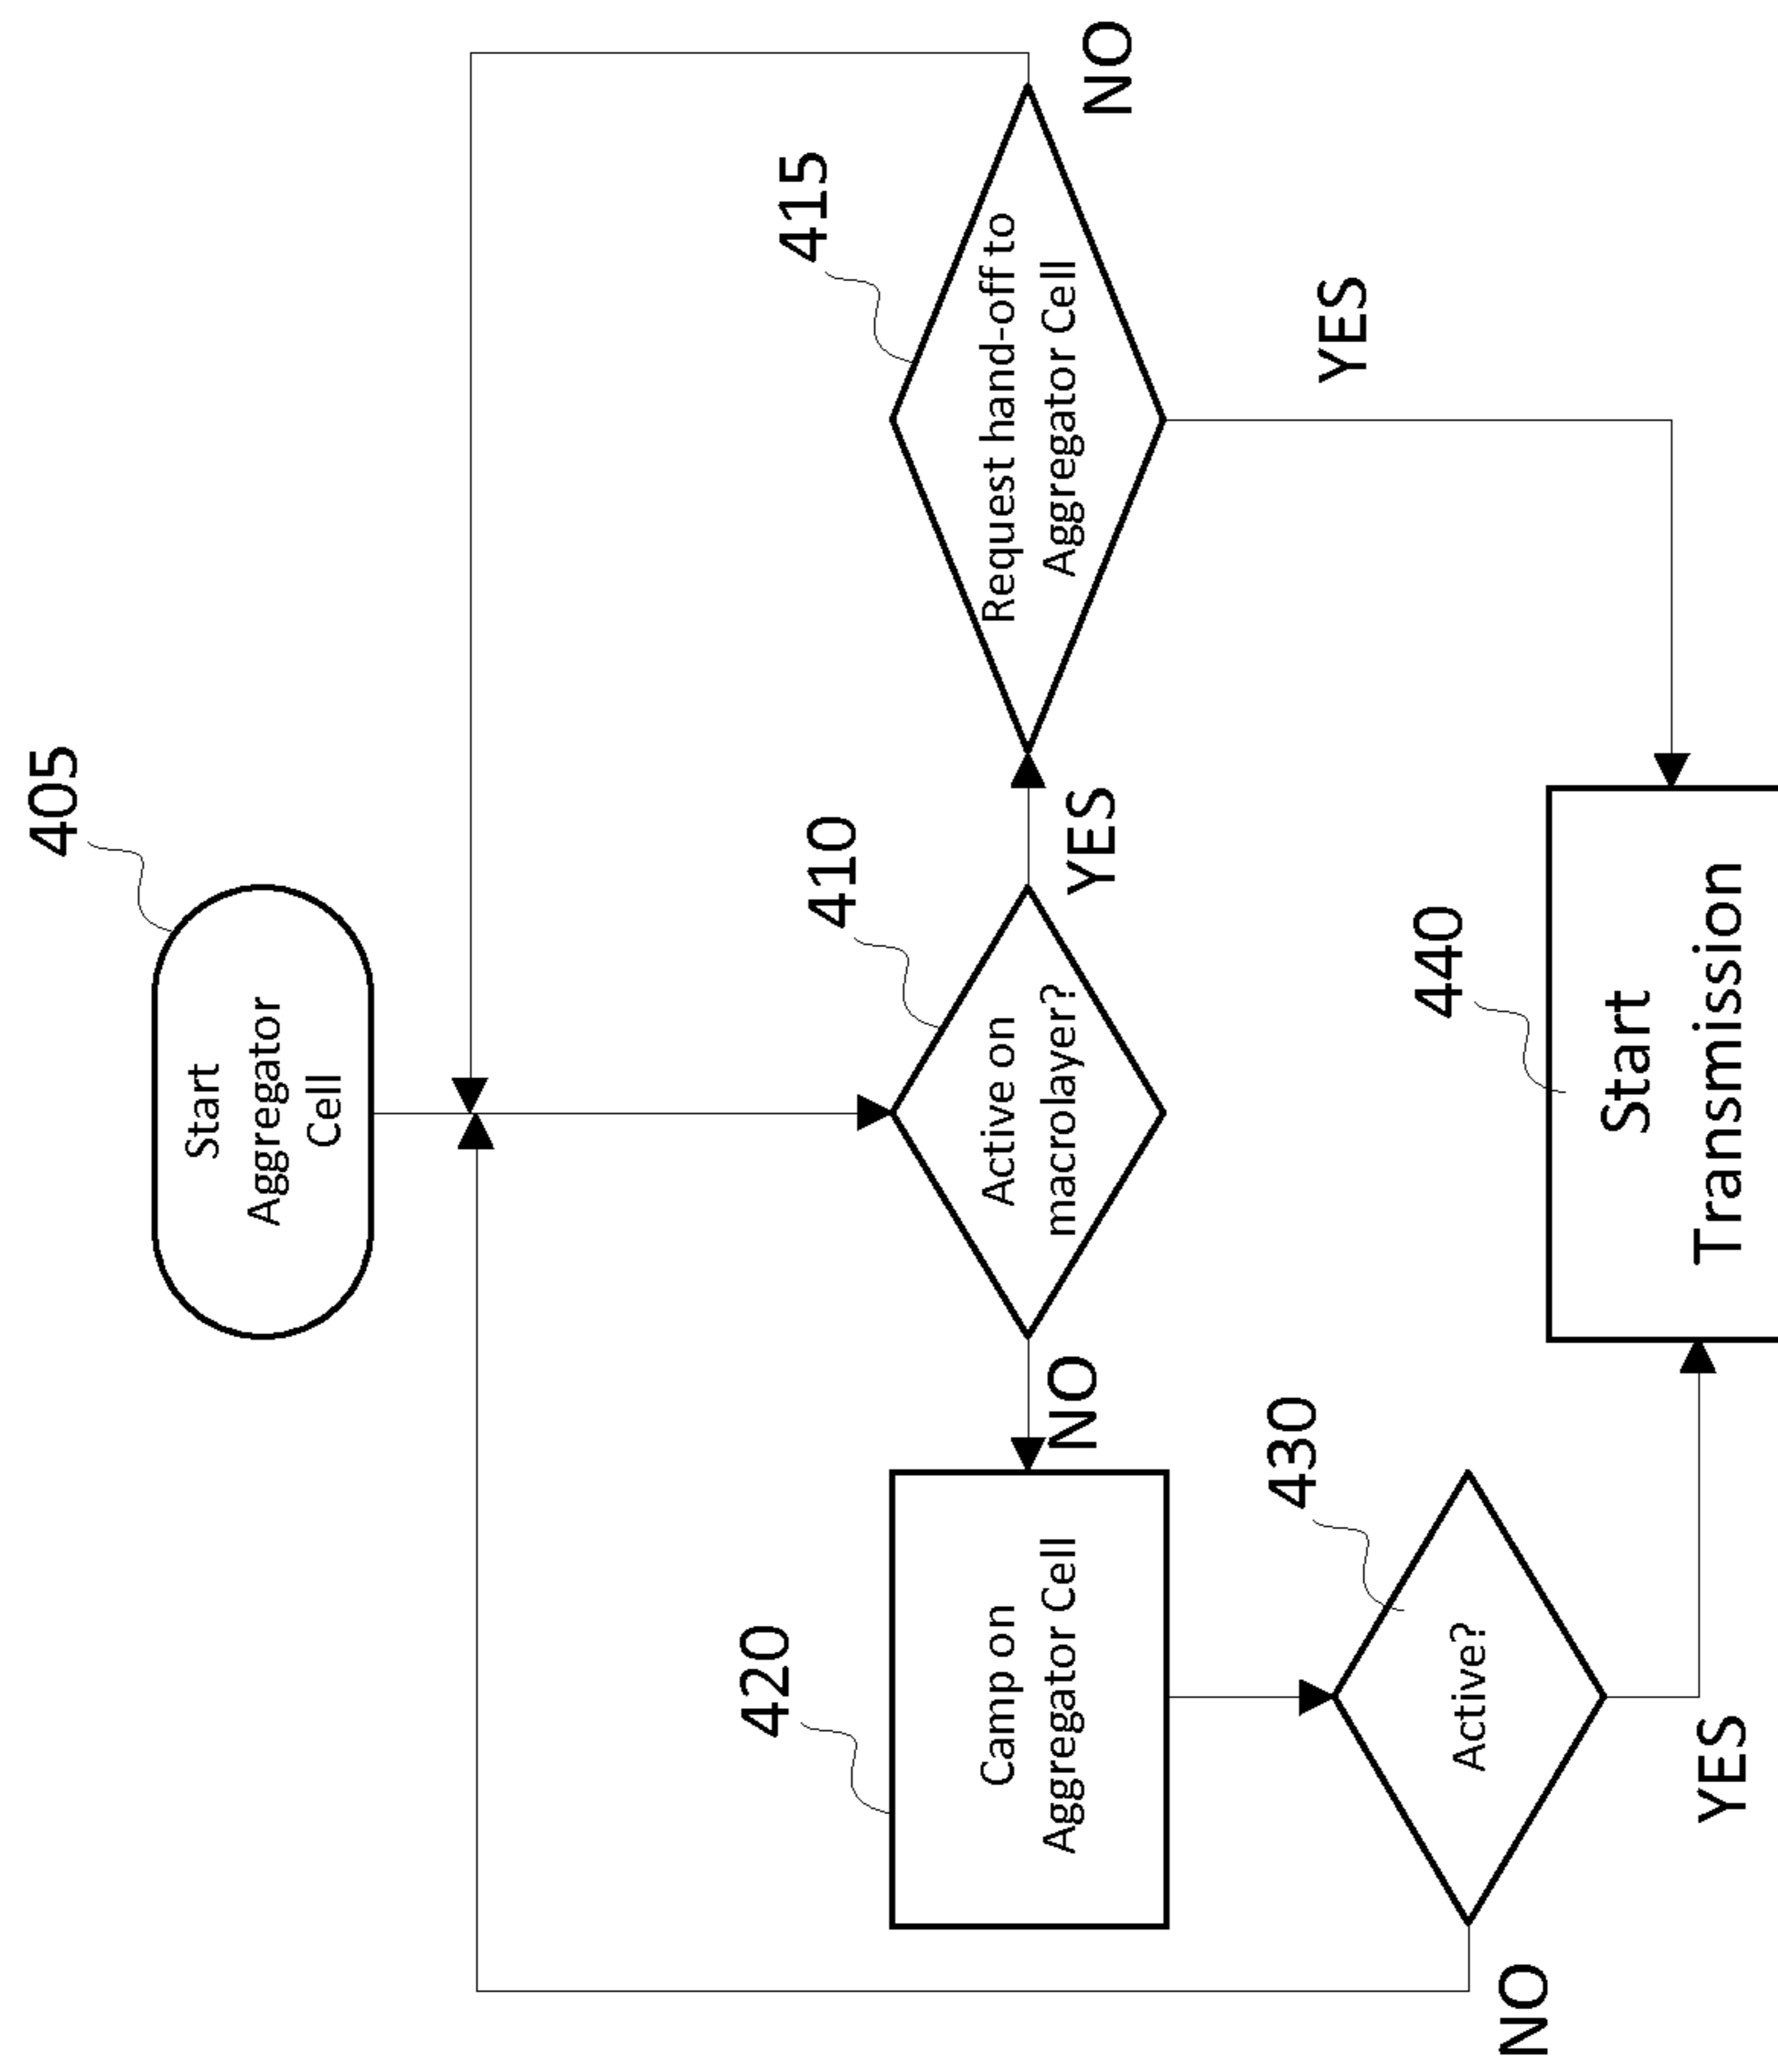 405
Start
Aggregator
Cell
410
Active on
macrolayer?
YES
NO
415
Request hand-off to
Aggregator Cell
NO
YES
420
Camp on
Aggregator Cell
430
Active?
NO
YES
440
Start
Transmission